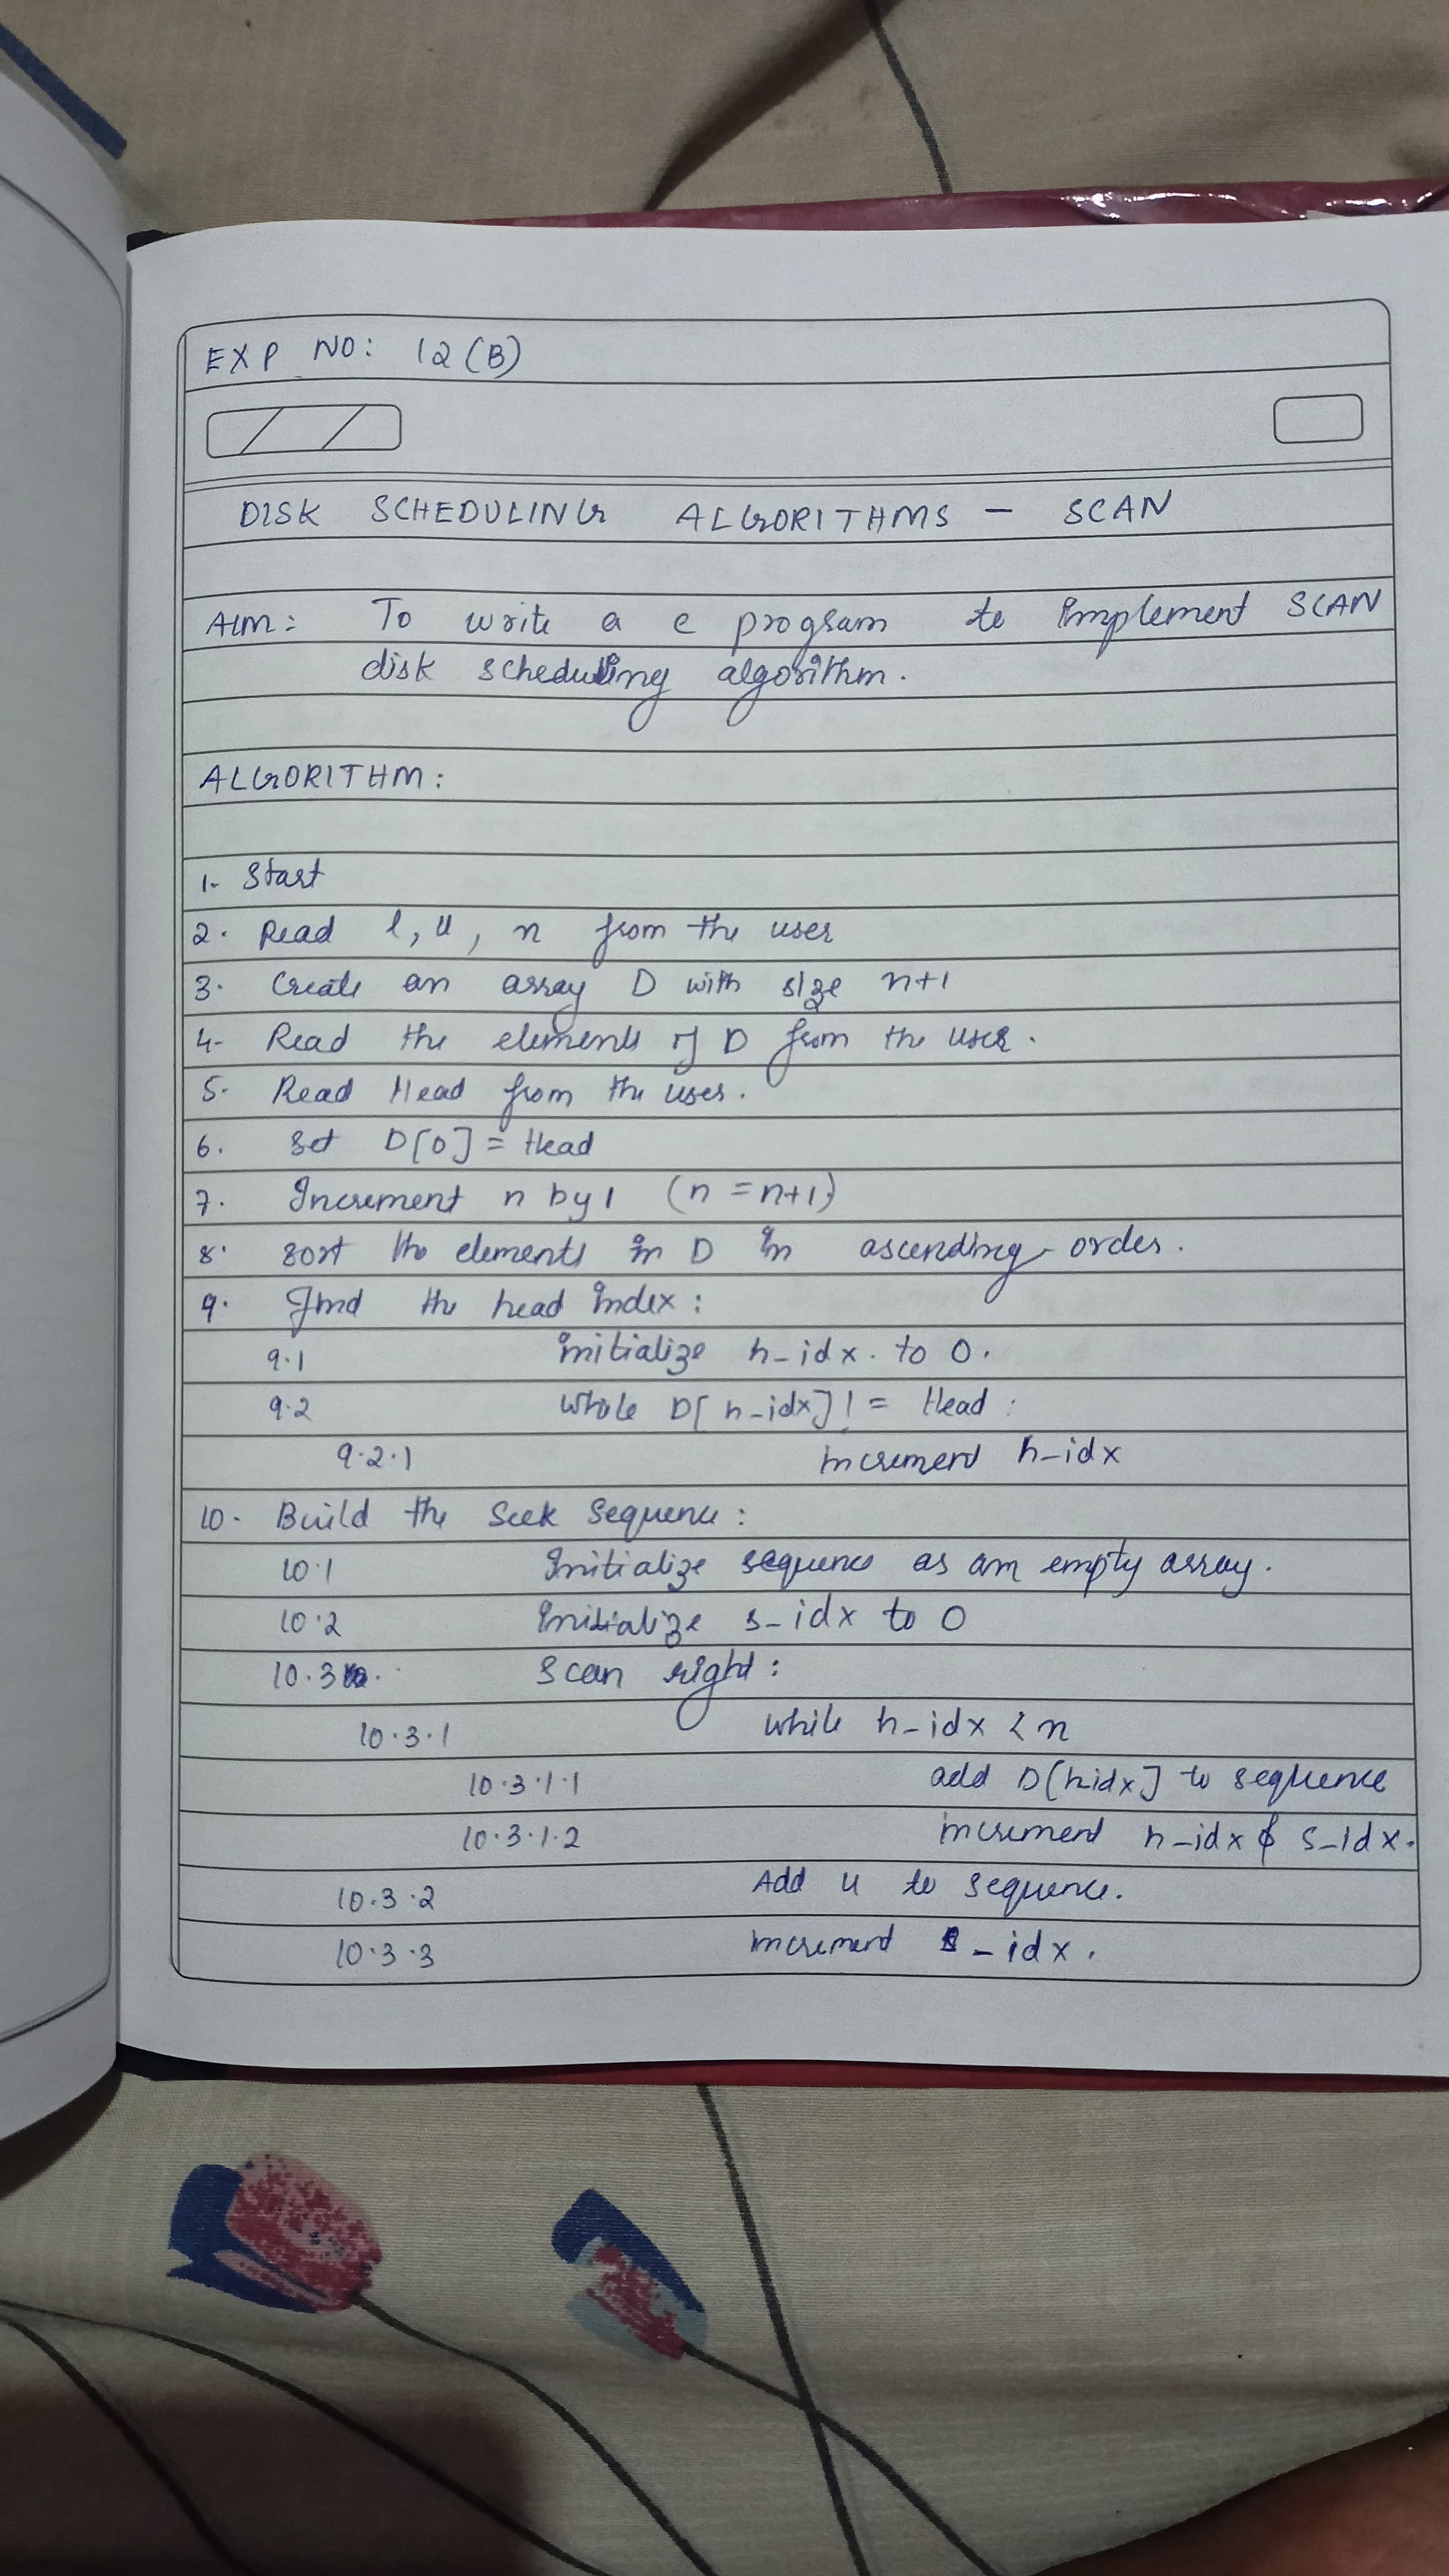 EXP NO: 12(B)
DISK SCHEDULING ALGORITHMS - SCAN
AIM: To write a c program to implement SCAN
disk scheduling algorithm.
ALGORITHM:
1. Start
2. Read l, u, n from the user
3. Create an array D with size n+1
4. Read the elements of D from the user.
5. Read Head from the user.
6. Set D[0] = Head
7. Increment n by 1 (n = n+1)
8. sort the elements in D in ascending order.
9. Find the head index:
9.1 initialize h_idx. to 0.
9.2 while D[h_idx] != Head:
9.2.1 increment h_idx
10. Build the Seek Sequence:
10.1 Initialize sequence as an empty array.
10.2 Initialize s_idx to 0
10.3 Scan right:
10.3.1 while h_idx < n
10.3.1.1 add D[hidx] to sequence
10.3.1.2 increment h_idx & s_idx.
10.3.2 Add u to sequence.
10.3.3 increment s_idx.